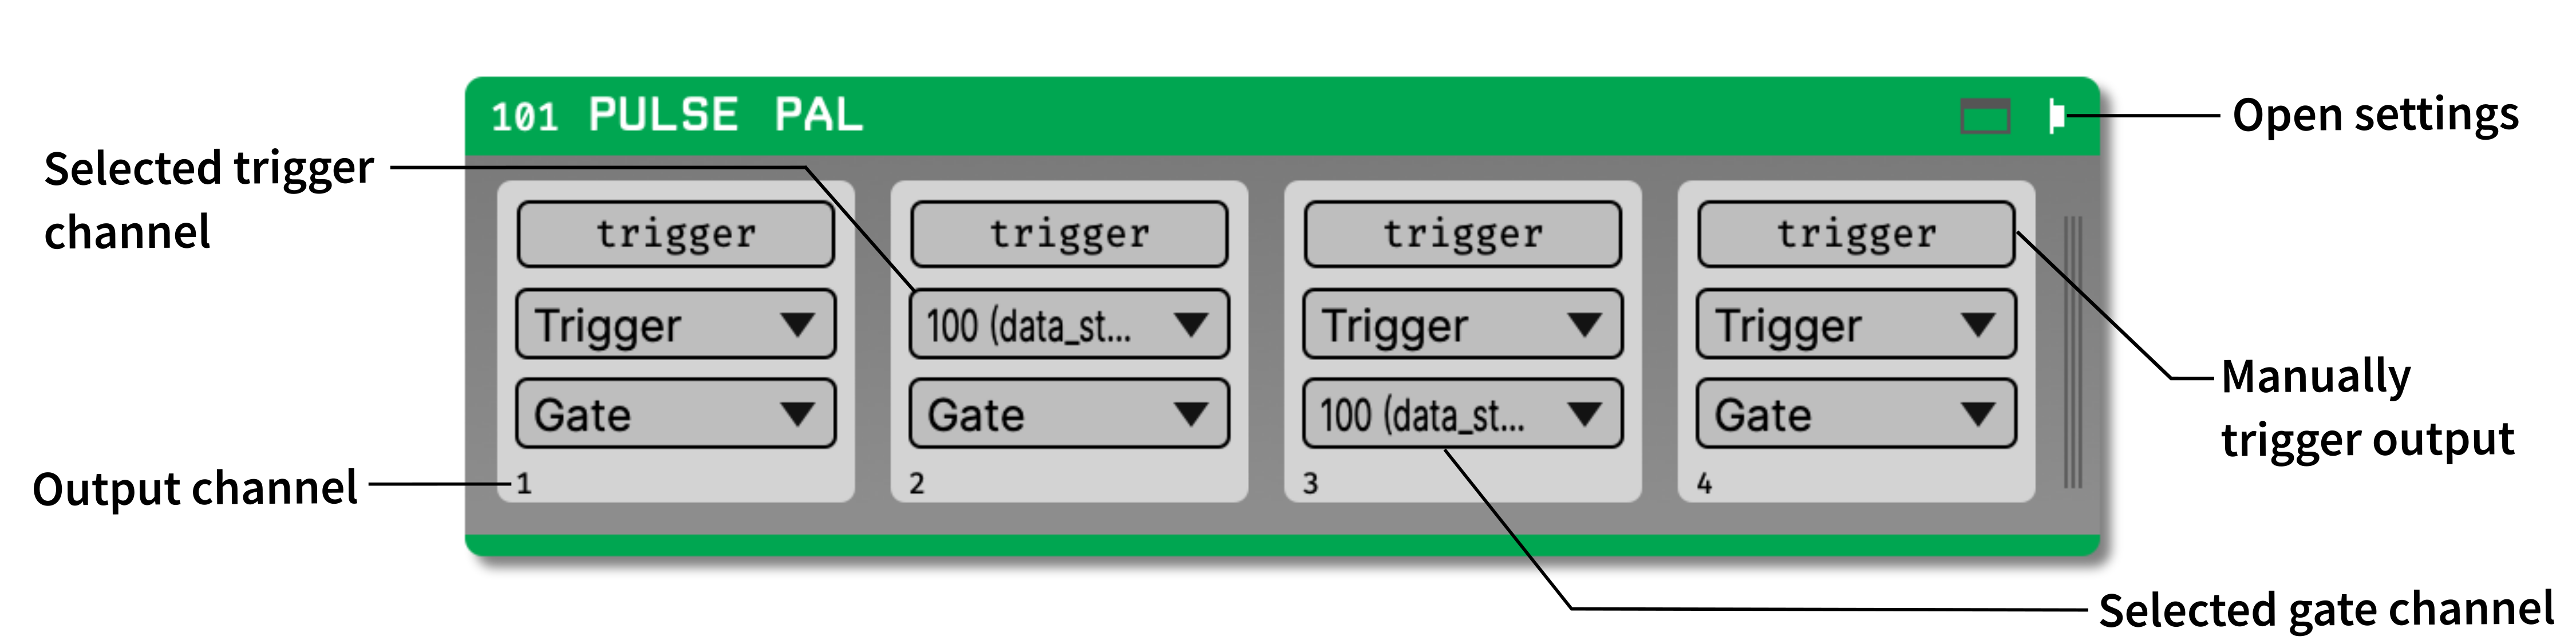 101 PULSE PAL
Open settings
Selected trigger
channel
trigger
trigger
trigger
trigger
Trigger
100 (data_st...
Trigger
Trigger
Manually
trigger output
Gate
Gate
100 (data_st...
Gate
Output channel
1
2
3
4
Selected gate channel